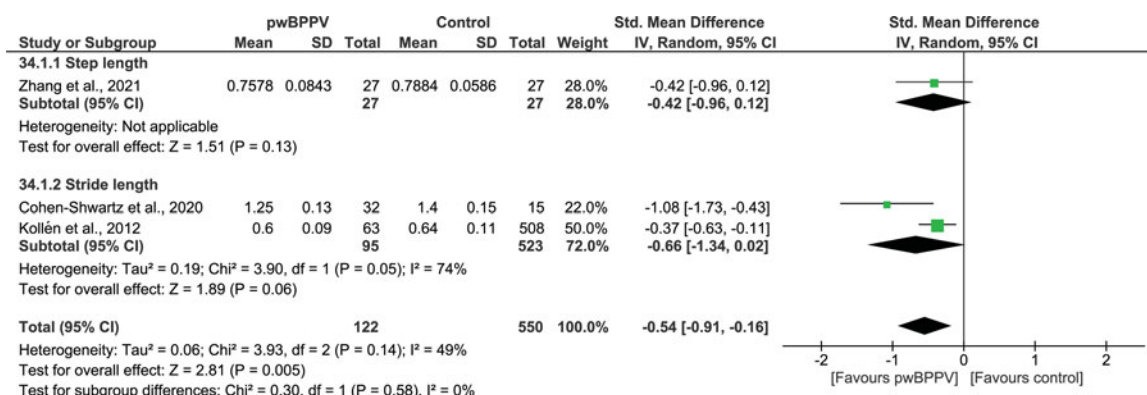 pwBPPV Control Std. Mean Difference Std. Mean Difference
Study or Subgroup Mean SD Total Mean SD Total Weight IV, Random, 95% CI IV, Random, 95% CI
34.1.1 Step length
Zhang et al., 2021 0.7578 0.0843 27 0.7884 0.0586 27 28.0% -0.42 [-0.96, 0.12]
Subtotal (95% CI) 27 27 28.0% -0.42 [-0.96, 0.12]
Heterogeneity: Not applicable
Test for overall effect: Z = 1.51 (P = 0.13)
34.1.2 Stride length
Cohen-Shwartz et al., 2020 1.25 0.13 32 1.4 0.15 15 22.0% -1.08 [-1.73, -0.43]
Kollén et al., 2012 0.6 0.09 63 0.64 0.11 508 50.0% -0.37 [-0.63, -0.11]
Subtotal (95% CI) 95 523 72.0% -0.66 [-1.34, 0.02]
Heterogeneity: Tau² = 0.19; Chi² = 3.90, df = 1 (P = 0.05); I² = 74%
Test for overall effect: Z = 1.89 (P = 0.06)
Total (95% CI) 122 550 100.0% -0.54 [-0.91, -0.16]
Heterogeneity: Tau² = 0.06; Chi² = 3.93, df = 2 (P = 0.14); I² = 49%
Test for overall effect: Z = 2.81 (P = 0.005)
Test for subgroup differences: Chi² = 0.30, df = 1 (P = 0.58), I² = 0%
-2 -1 0 1 2
[Favours pwBPPV] [Favours control]